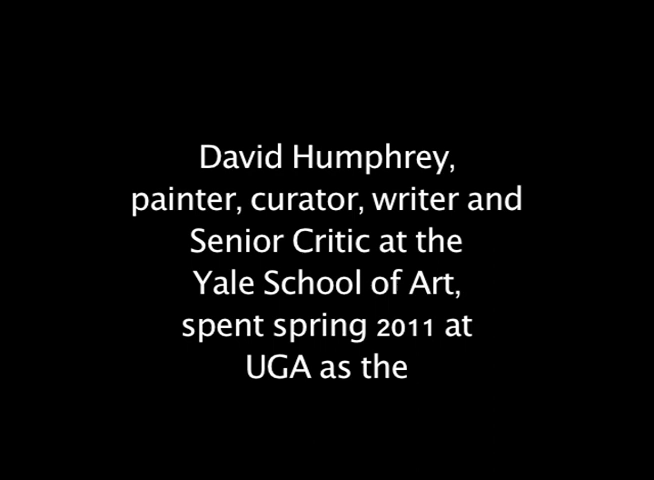 David Humphrey,
painter, curator, writer and
Senior Critic at the
Yale School of Art,
spent spring 2011 at
UGA as the